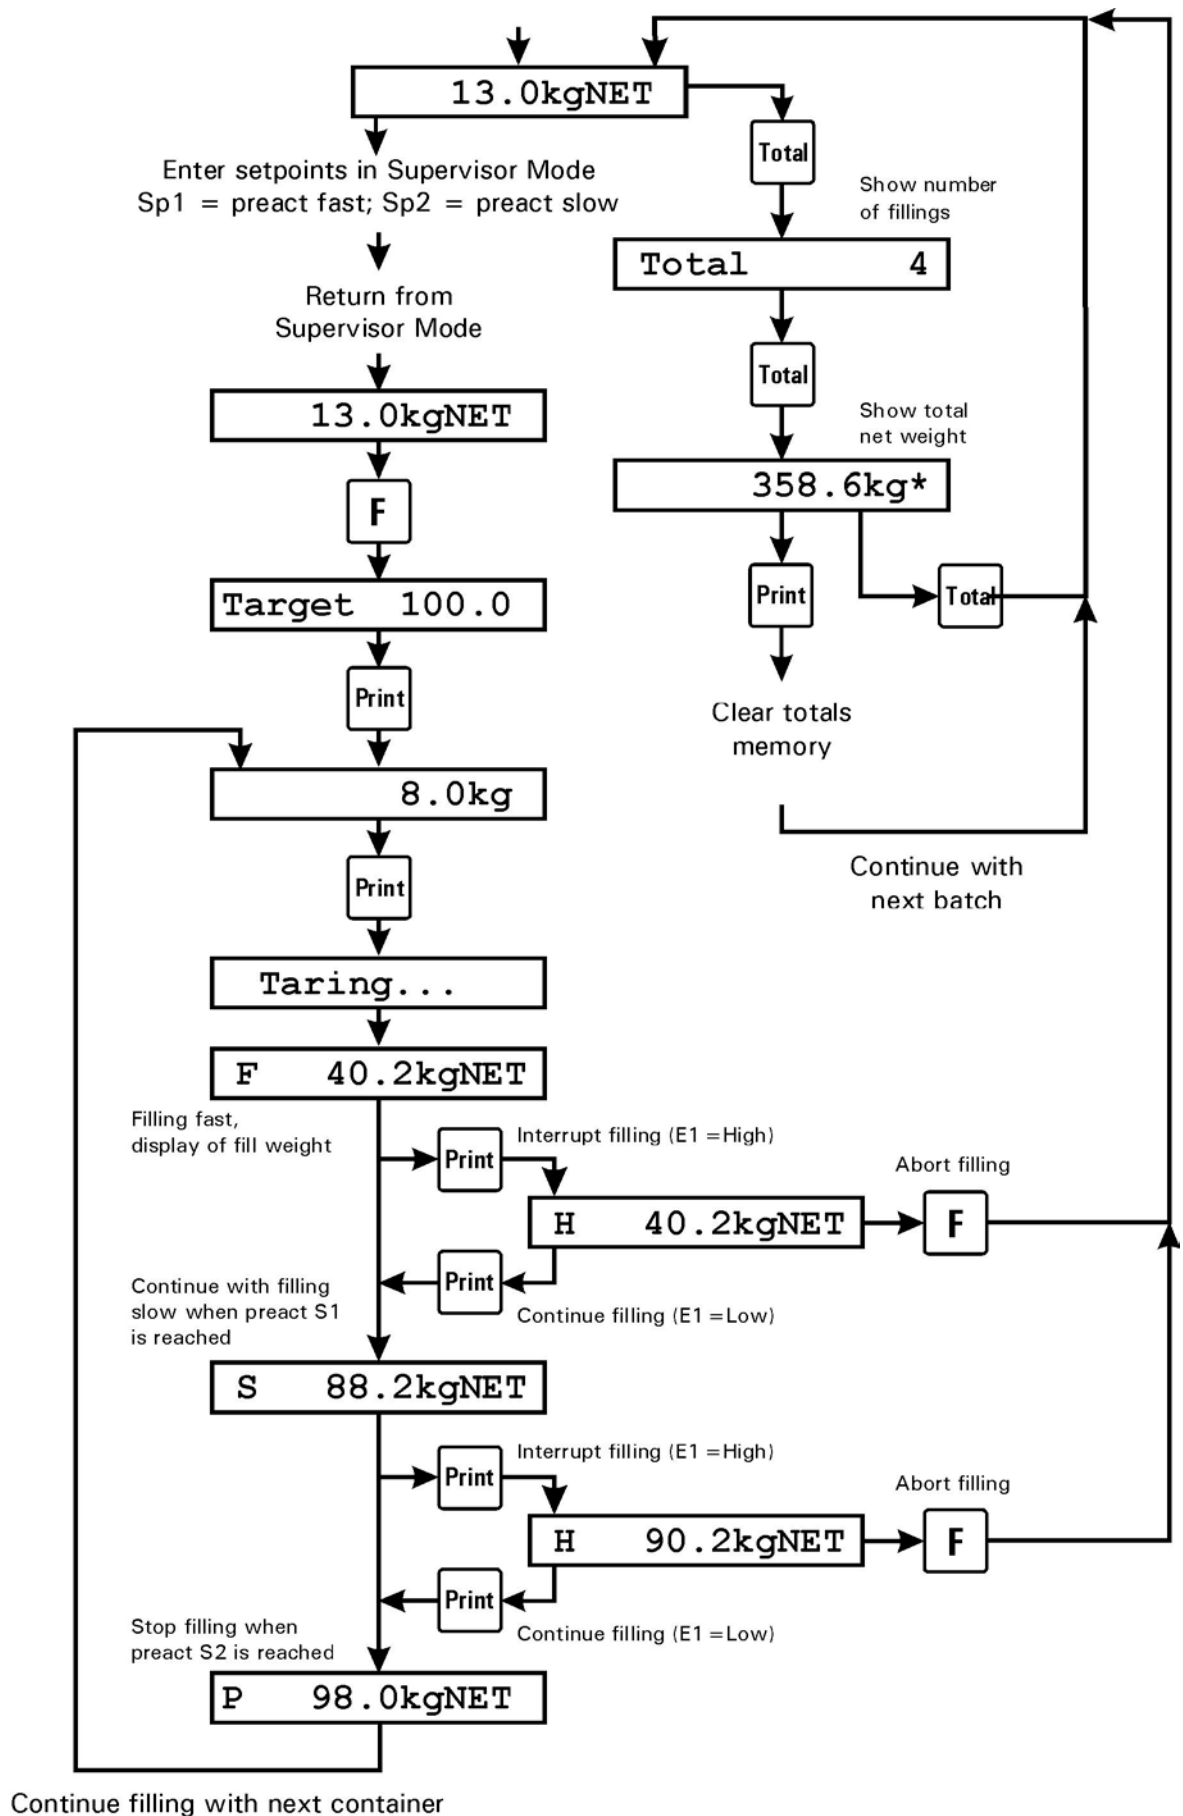 13.0kgNET
Enter setpoints in Supervisor Mode
Sp1 = preact fast; Sp2 = preact slow
Return from
Supervisor Mode
13.0kgNET
F
Target 100.0
Print
8.0kg
Print
Taring...
F 40.2kgNET
Filling fast,
display of fill weight
Print
Interrupt filling (E1 =High)
H 40.2kgNET
Abort filling
F
Print
Continue filling (E1 =Low)
Continue with filling
slow when preact S1
is reached
S 88.2kgNET
Print
Interrupt filling (E1 =High)
H 90.2kgNET
Abort filling
F
Print
Continue filling (E1 =Low)
Stop filling when
preact S2 is reached
P 98.0kgNET
Continue filling with next container
Total
Show number
of fillings
Total 4
Total
Show total
net weight
358.6kg*
Print
Total
Clear totals
memory
Continue with
next batch